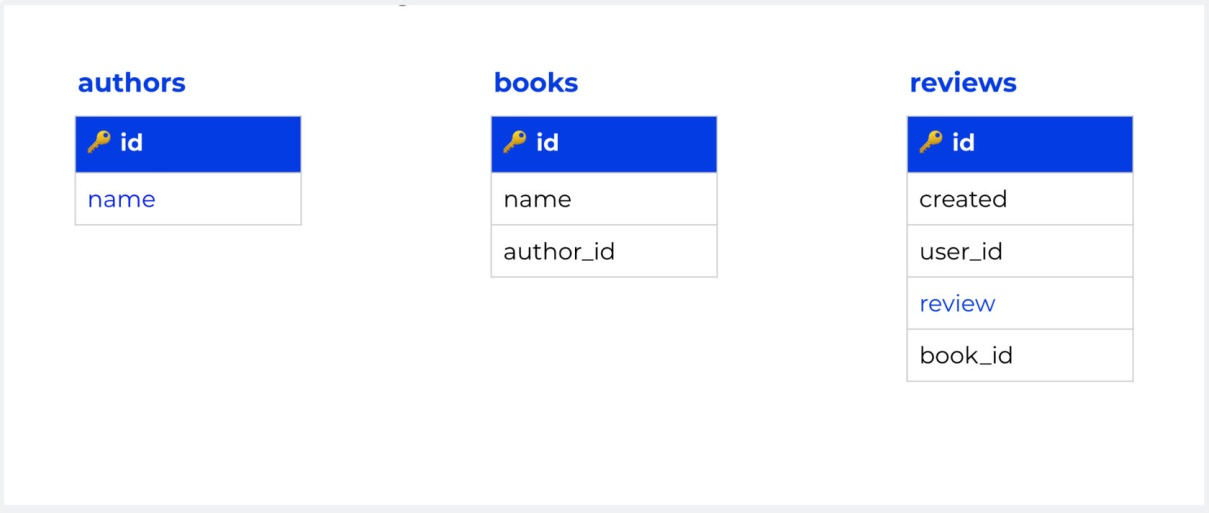 authors
id
name
books
id
name
author_id
reviews
id
created
user_id
review
book_id